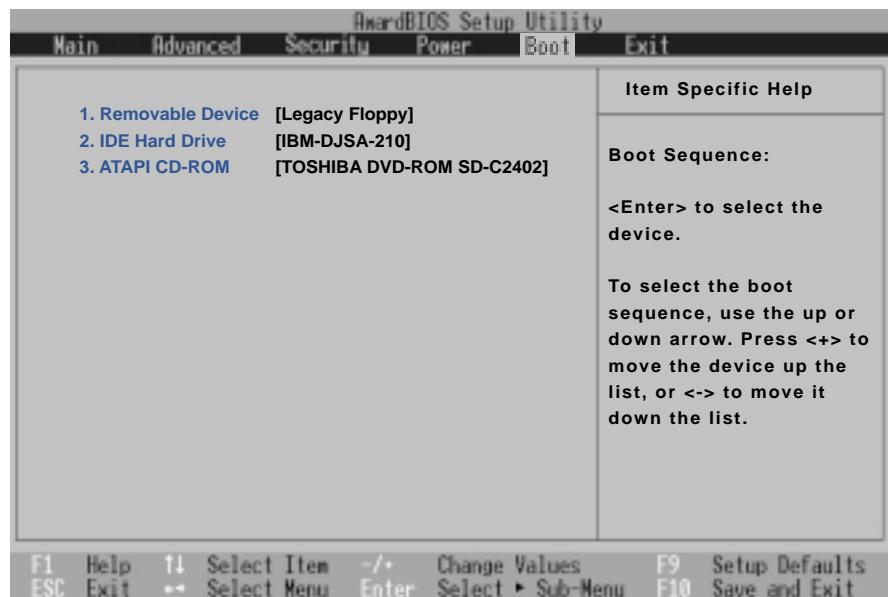 AwardBIOS Setup Utility
Main Advanced Security Power Boot Exit
1. Removable Device [Legacy Floppy]
2. IDE Hard Drive [IBM-DJSA-210]
3. ATAPI CD-ROM [TOSHIBA DVD-ROM SD-C2402]
Item Specific Help
Boot Sequence:
<Enter> to select the
device.
To select the boot
sequence, use the up or
down arrow. Press <+> to
move the device up the
list, or <-> to move it
down the list.
F1 Help ↑↓ Select Item -/+ Change Values F9 Setup Defaults
ESC Exit ←→ Select Menu Enter Select ► Sub-Menu F10 Save and Exit